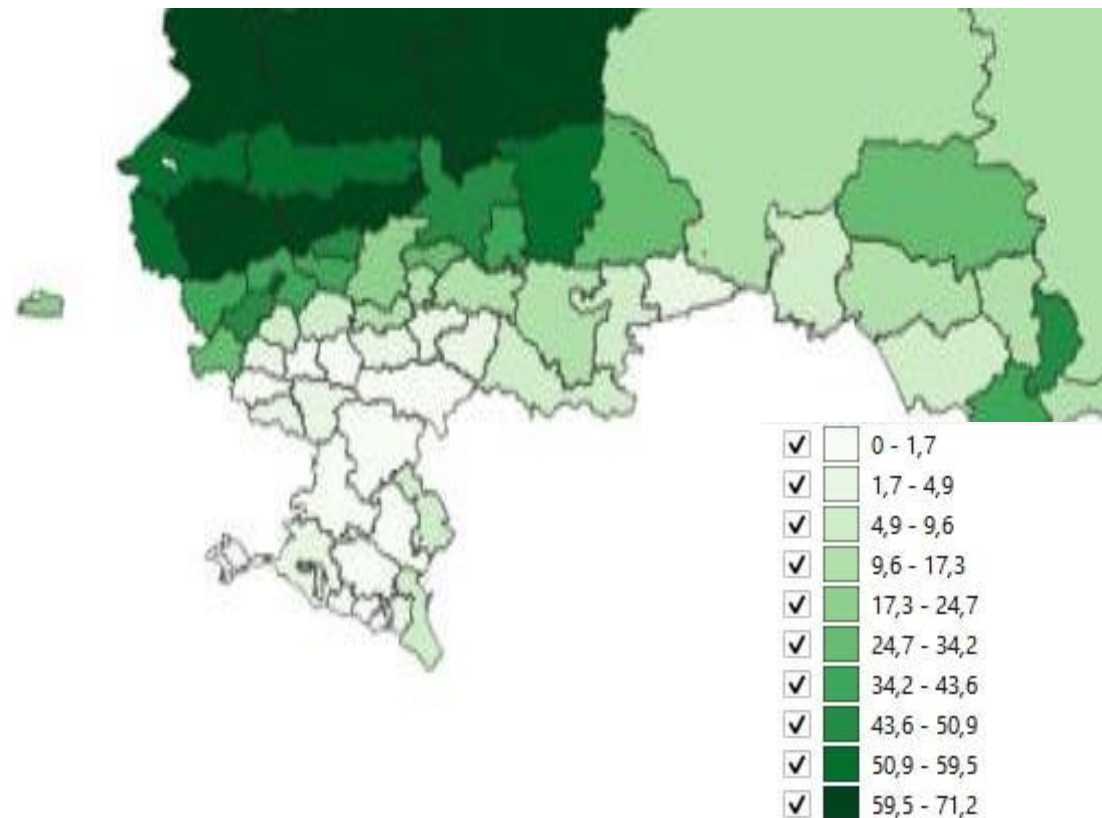 0 - 1,7
1,7 - 4,9
4,9 - 9,6
9,6 - 17,3
17,3 - 24,7
24,7 - 34,2
34,2 - 43,6
43,6 - 50,9
50,9 - 59,5
59,5 - 71,2